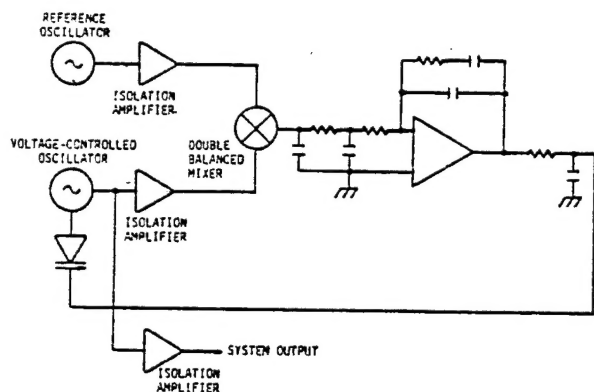 REFERENCE
OSCILLATOR
ISOLATION
AMPLIFIER
VOLTAGE-CONTROLLED
OSCILLATOR
DOUBLE
BALANCED
MIXER
ISOLATION
AMPLIFIER
SYSTEM OUTPUT
ISOLATION
AMPLIFIER